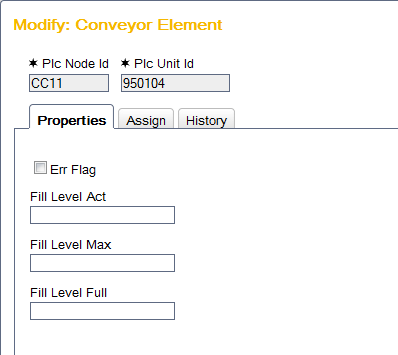 Modify: Conveyor Element
✶ Plc Node Id ✶ Plc Unit Id
CC11 950104
Properties Assign History
Err Flag
Fill Level Act
Fill Level Max
Fill Level Full